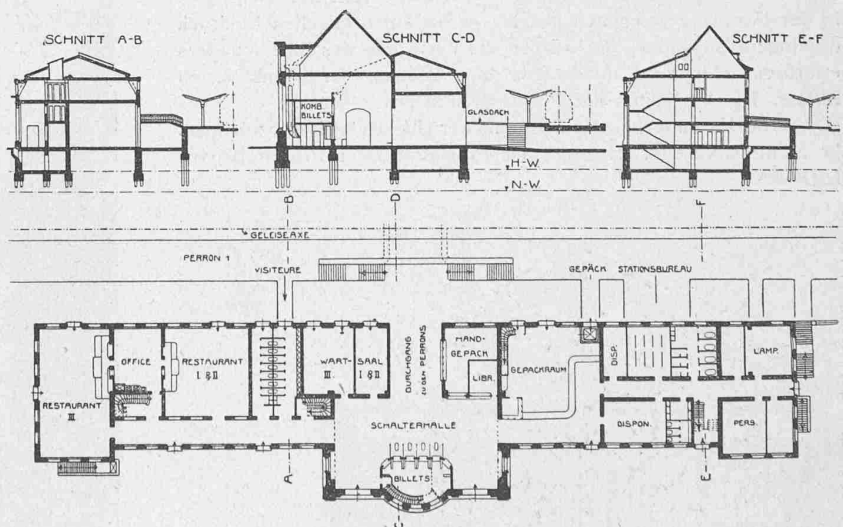 SCHNITT A-B
SCHNITT C-D
SCHNITT E-F
KOMB.
BILLETS
GLASDACH
H-W.
N-W.
B
D
F
GELEISEAXE
PERRON 1
VISITEURE
GEPÄCK
STATIONSBUREAU
OFFICE
RESTAURANT
I & II
RESTAURANT
III
WART-
III.
SAAL
I & II
DURCHGANG
ZU DEN PERRONS
HAND-
GEPÄCK
LIBR.
GEPÄCKRAUM
DISP.
LAMP.
SCHALTERHALLE
DISPON.
PERS.
BILLETS
A
E